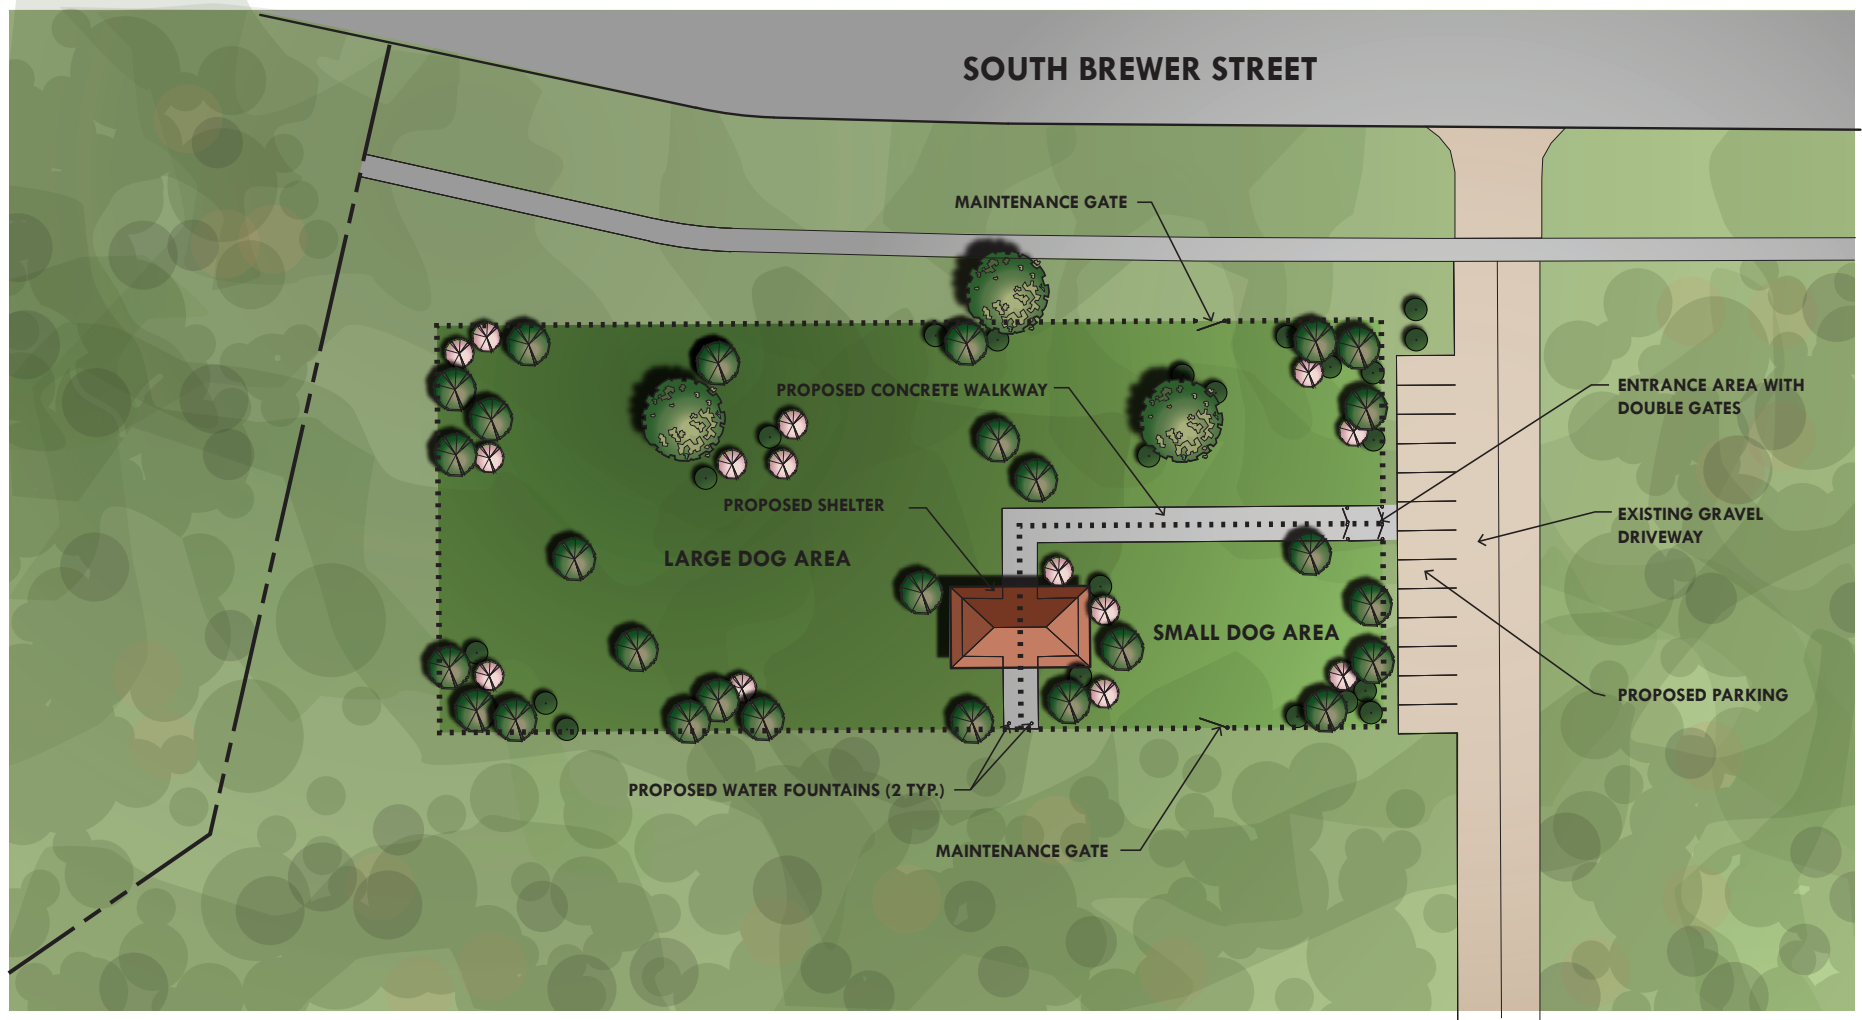 SOUTH BREWER STREET
MAINTENANCE GATE
PROPOSED CONCRETE WALKWAY
ENTRANCE AREA WITH
DOUBLE GATES
PROPOSED SHELTER
EXISTING GRAVEL
DRIVEWAY
LARGE DOG AREA
SMALL DOG AREA
PROPOSED PARKING
PROPOSED WATER FOUNTAINS (2 TYP.)
MAINTENANCE GATE